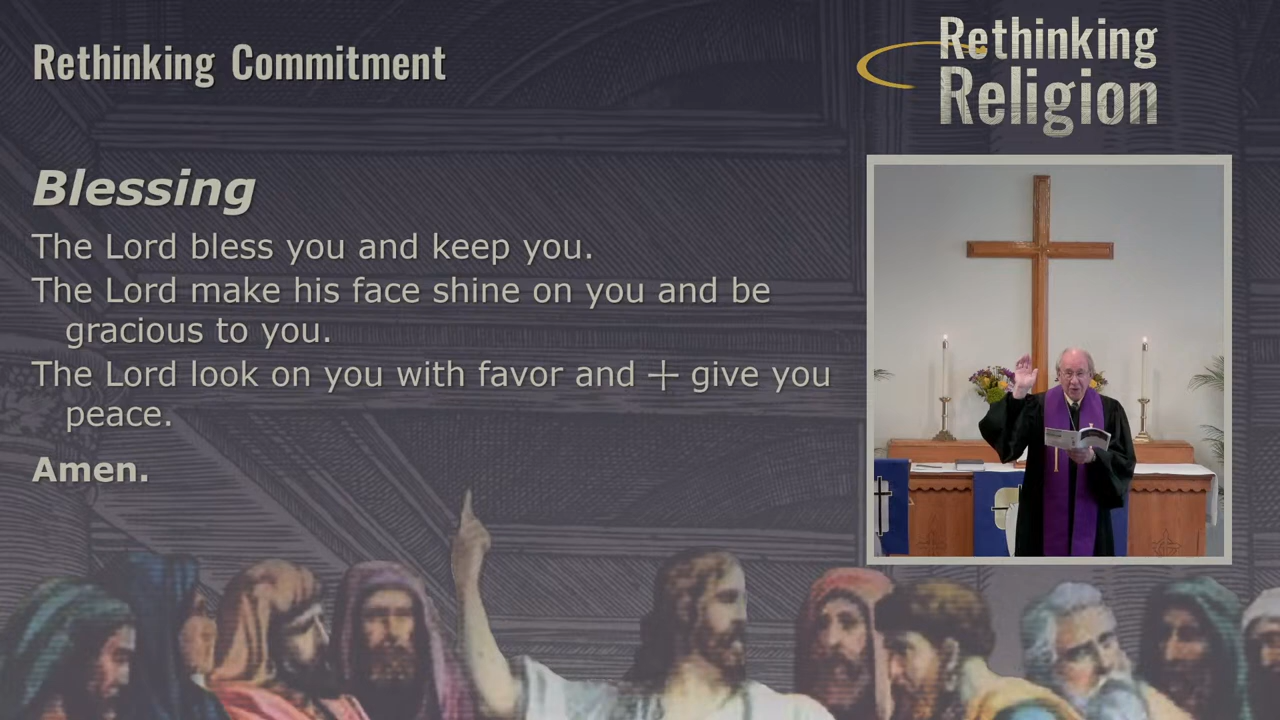 Rethinking Commitment
Rethinking
Religion
Blessing
The Lord bless you and keep you.
The Lord make his face shine on you and be
gracious to you.
The Lord look on you with favor and ┼ give you
peace.
Amen.